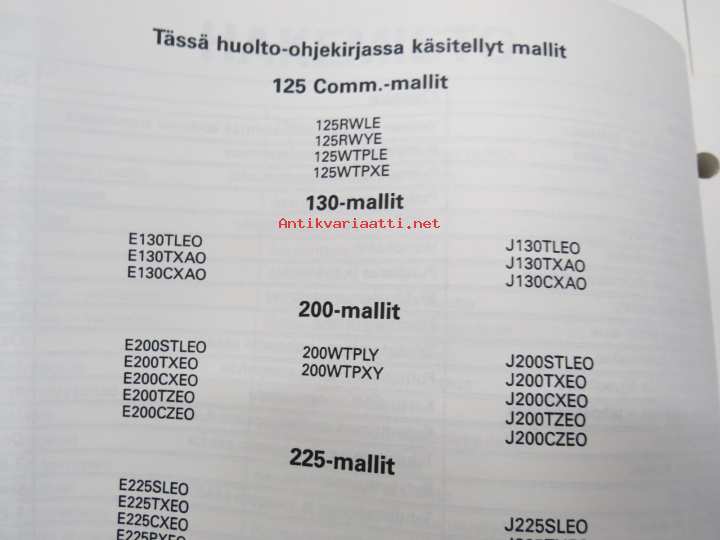 Tässä huolto-ohjekirjassa käsitellyt mallit
125 Comm.-mallit
125RWLE
125RWYE
125WTPLE
125WTPXE
130-mallit
Antikvariaatti.net
E130TLEO
E130TXAO
E130CXAO
J130TLEO
J130TXAO
J130CXAO
200-mallit
E200STLEO
E200TXEO
E200CXEO
E200TZEO
E200CZEO
200WTPLY
200WTPXY
J200STLEO
J200TXEO
J200CXEO
J200TZEO
J200CZEO
225-mallit
E225SLEO
E225TXEO
E225CXEO
J225SLEO